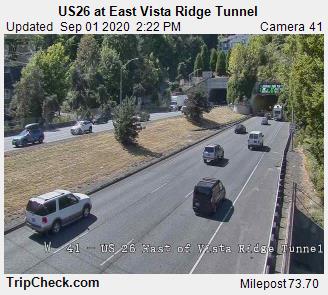 US26 at East Vista Ridge Tunnel
Updated Sep 01 2020 2:22 PM Camera 41
W 41 - US 26 East of Vista Ridge Tunnel
TripCheck.com Milepost 73.70